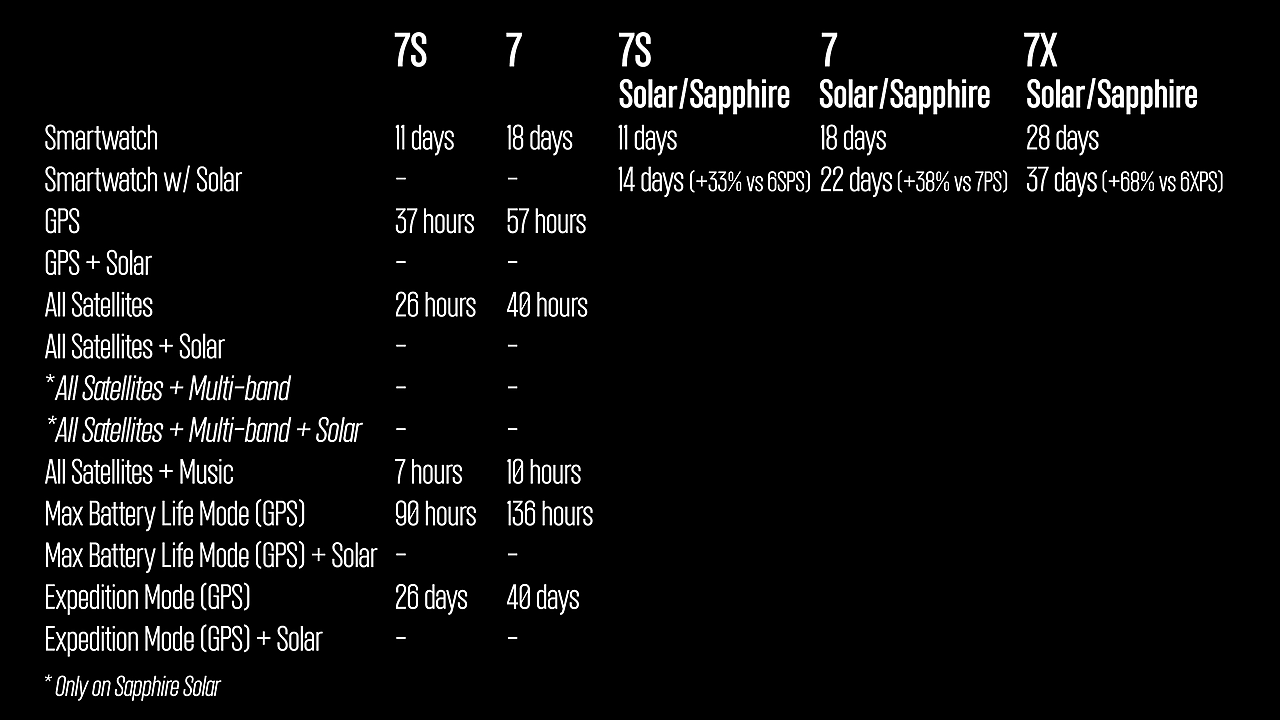 7S 7 7S 7 7X
Solar/Sapphire Solar/Sapphire Solar/Sapphire
Smartwatch 11 days 18 days 11 days 18 days 28 days
Smartwatch w/ Solar – – 14 days (+33% vs 6SPS) 22 days (+38% vs 7PS) 37 days (+68% vs 6XPS)
GPS 37 hours 57 hours
GPS + Solar – –
All Satellites 26 hours 40 hours
All Satellites + Solar – –
*All Satellites + Multi-band – –
*All Satellites + Multi-band + Solar – –
All Satellites + Music 7 hours 10 hours
Max Battery Life Mode (GPS) 90 hours 136 hours
Max Battery Life Mode (GPS) + Solar – –
Expedition Mode (GPS) 26 days 40 days
Expedition Mode (GPS) + Solar – –
* Only on Sapphire Solar